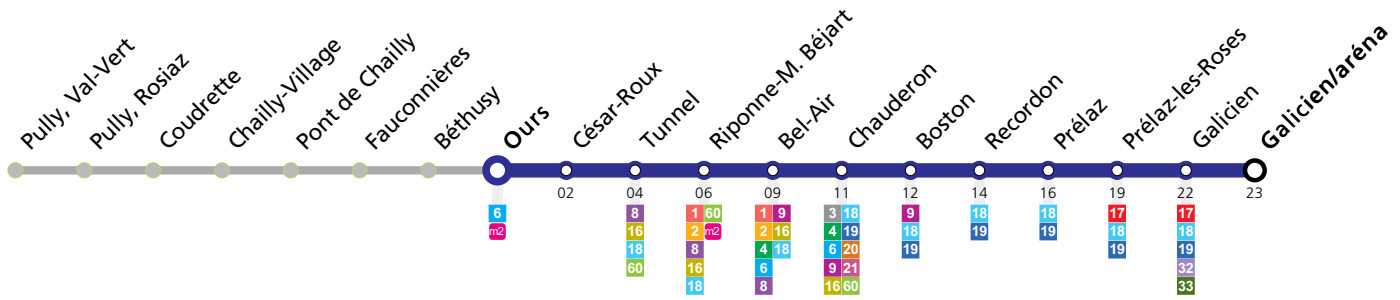 Pully, Val-Vert
Pully, Rosiaz
Coudrette
Chailly-Village
Pont de Chailly
Fauconnières
Béthusy
Ours
César-Roux
Tunnel
Riponne-M. Béjart
Bel-Air
Chauderon
Boston
Recordon
Prélaz
Prélaz-les-Roses
Galicien
Galicien/aréna
02 04 06 09 11 12 14 16 19 22 23
6 8 1 60 1 9 3 18 9 18 18 17 17
m2 16 2 m2 2 16 4 19 18 19 19 18 18
18 8 4 18 6 20 19 19 19
60 16 6 9 21 32
18 8 16 60 33